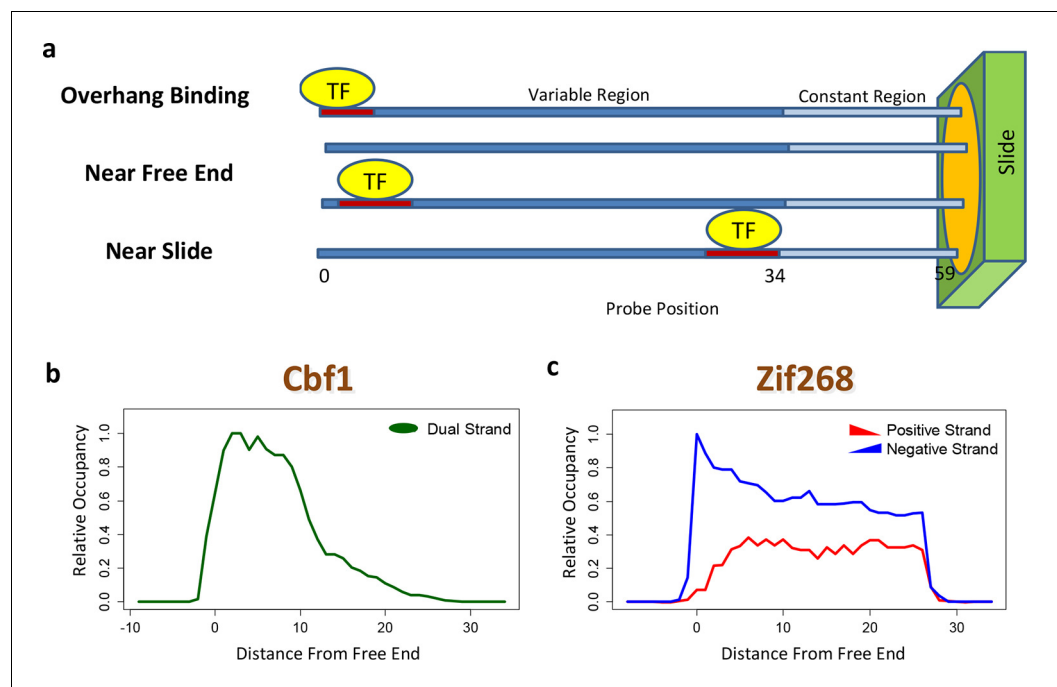 a
Overhang Binding
TF
Variable Region
Constant Region
Near Free End
TF
Near Slide
TF
Slide
0
34
59
Probe Position
b
Cbf1
Dual Strand
Relative Occupancy
0.0 0.2 0.4 0.6 0.8 1.0
-10 0 10 20 30
Distance From Free End
c
Zif268
Positive Strand
Negative Strand
Relative Occupancy
0.0 0.2 0.4 0.6 0.8 1.0
0 10 20 30
Distance From Free End